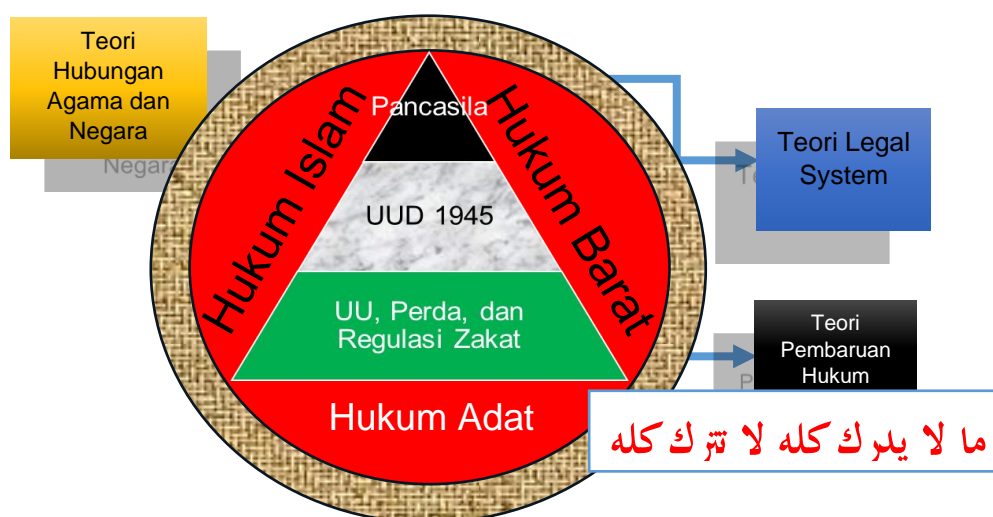 Teori
Hubungan
Agama dan
Negara
Negara
Pancasila
Hukum Islam
Hukum Barat
UUD 1945
UU, Perda, dan
Regulasi Zakat
Hukum Adat
Teori Legal
System
Teori
Pembaruan
Hukum
ما لا يدرك كله لا تترك كله